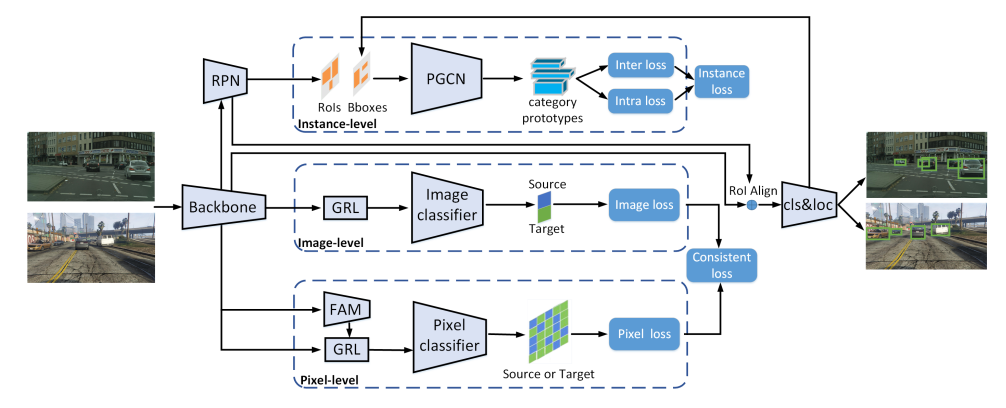 RPN
RoIs Bboxes
Instance-level
PGCN
category
prototypes
Inter loss
Intra loss
Instance
loss
Backbone
GRL
Image-level
Image
classifier
Source
Target
Image loss
RoI Align
cls&loc
Consistent
loss
FAM
GRL
Pixel-level
Pixel
classifier
Source or Target
Pixel loss